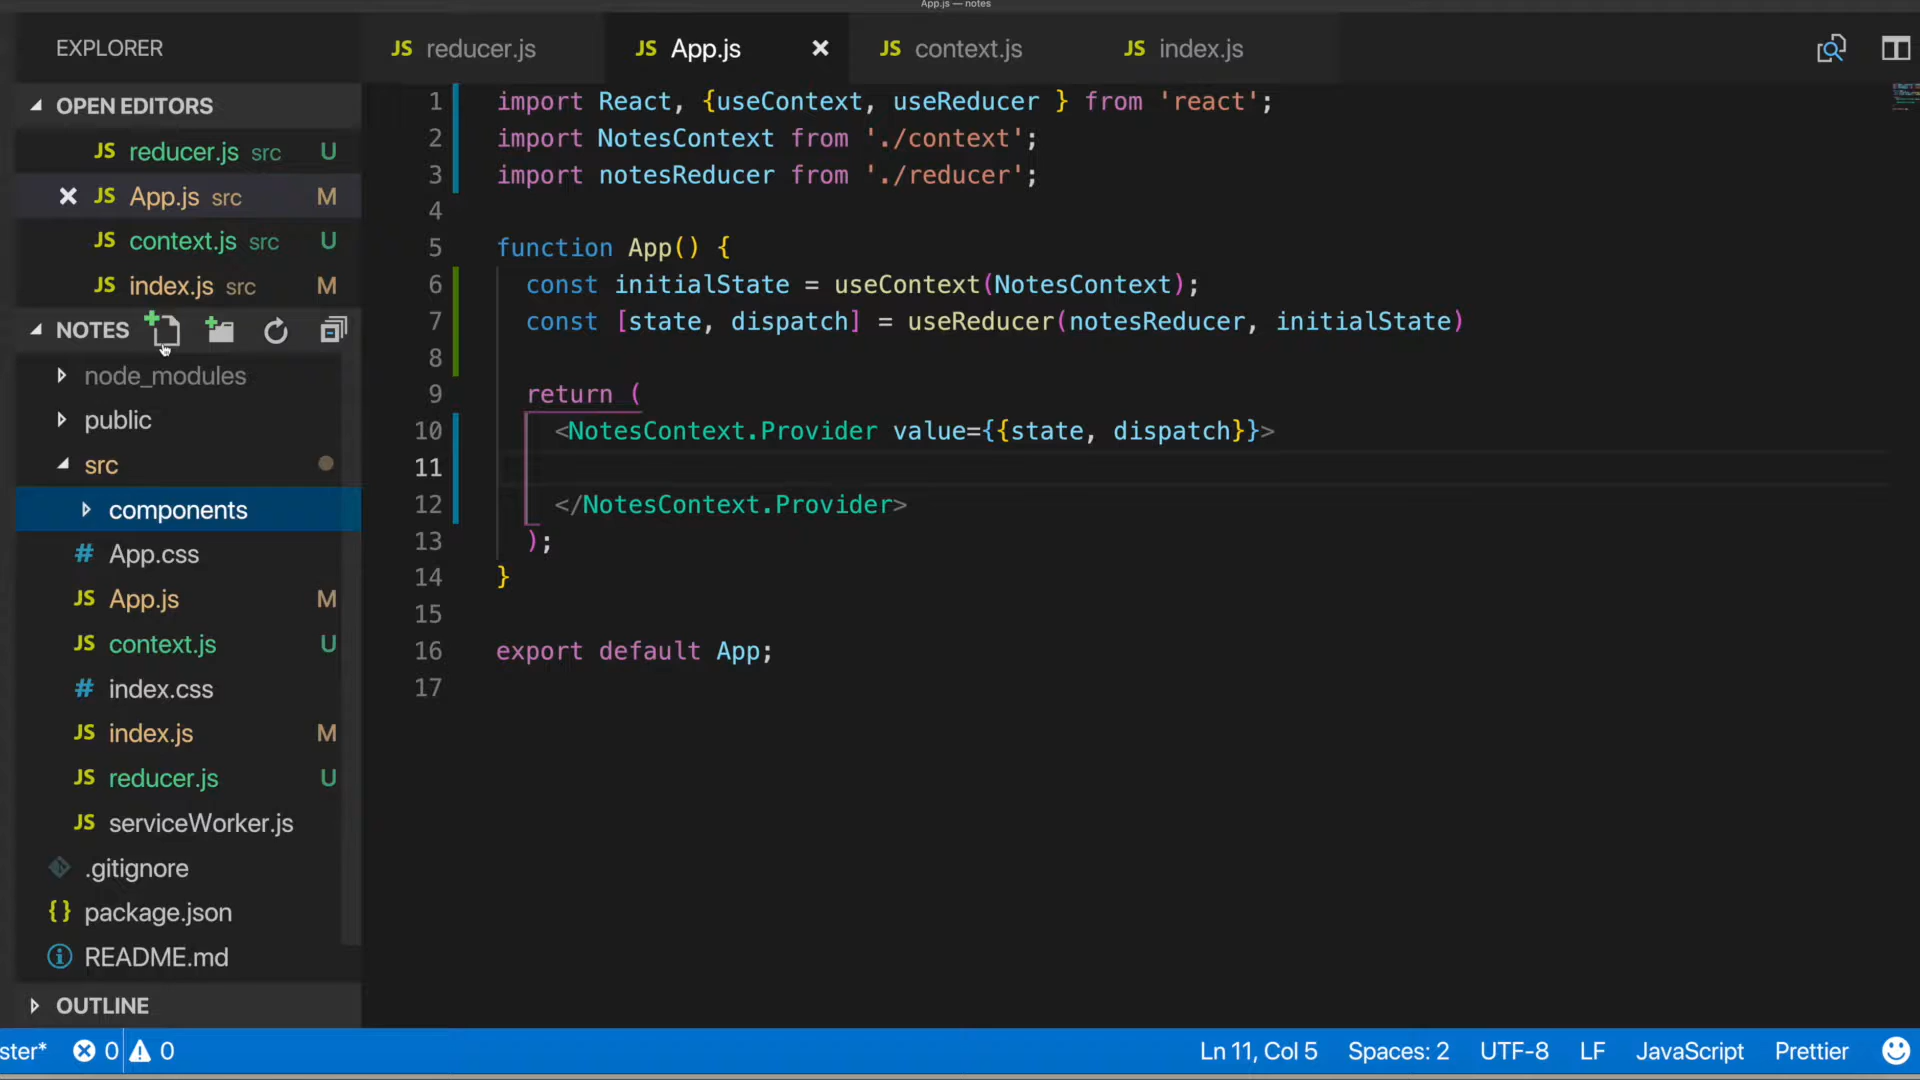 App.js — notes
EXPLORER
JS reducer.js
JS App.js
JS context.js
JS index.js
OPEN EDITORS
JS reducer.js src U
JS App.js src M
JS context.js src U
JS index.js src M
NOTES
node_modules
public
src
components
# App.css
JS App.js M
JS context.js U
# index.css
JS index.js M
JS reducer.js U
JS serviceWorker.js
.gitignore
{} package.json
README.md
OUTLINE
1 import React, {useContext, useReducer } from 'react';
2 import NotesContext from './context';
3 import notesReducer from './reducer';
4
5 function App() {
6 const initialState = useContext(NotesContext);
7 const [state, dispatch] = useReducer(notesReducer, initialState)
8
9 return (
10 <NotesContext.Provider value={{state, dispatch}}>
11
12 </NotesContext.Provider>
13 );
14 }
15
16 export default App;
17
ster* 0 0 Ln 11, Col 5 Spaces: 2 UTF-8 LF JavaScript Prettier